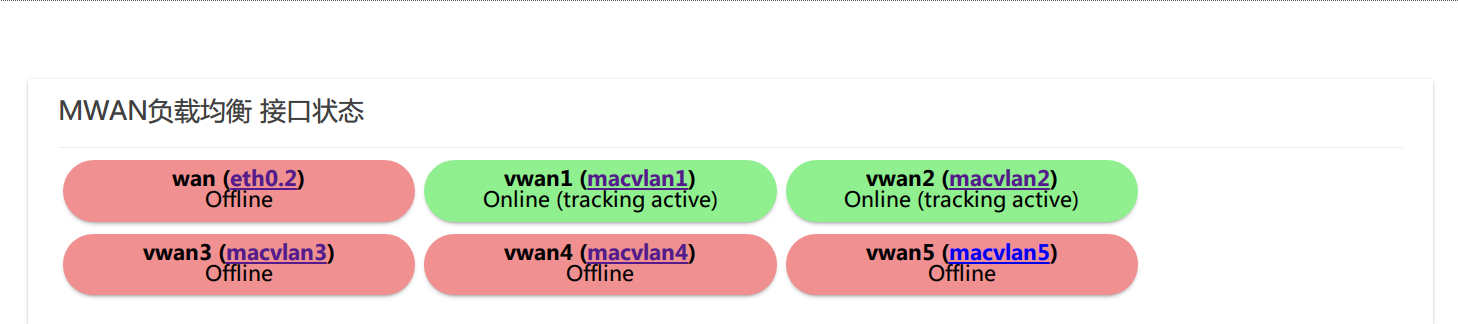 MWAN负载均衡 接口状态
wan (eth0.2)
Offline
vwan1 (macvlan1)
Online (tracking active)
vwan2 (macvlan2)
Online (tracking active)
vwan3 (macvlan3)
Offline
vwan4 (macvlan4)
Offline
vwan5 (macvlan5)
Offline